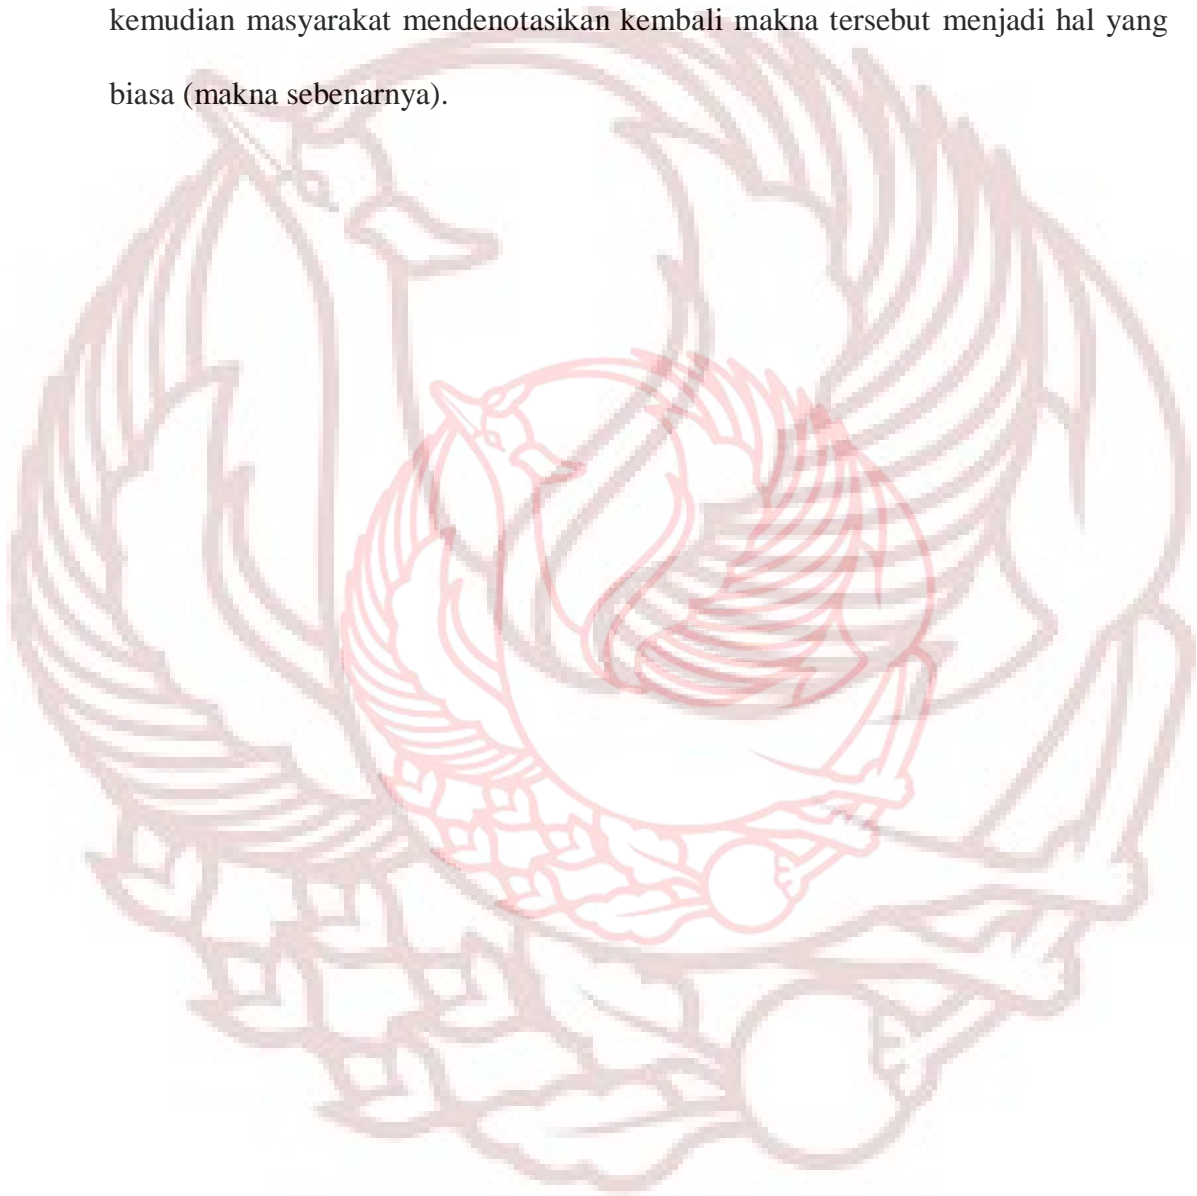 kemudian masyarakat mendenotasikan kembali makna tersebut menjadi hal yang
biasa (makna sebenarnya).